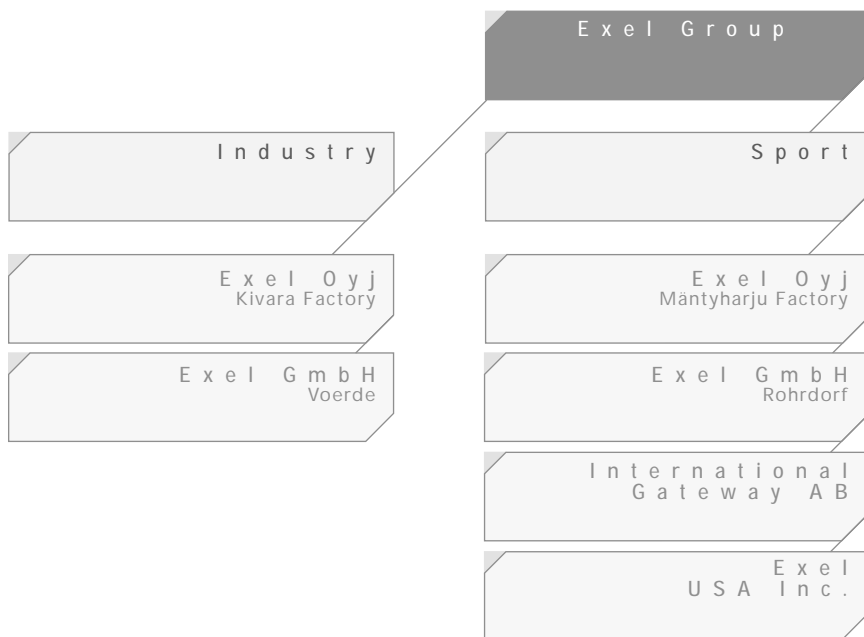 Exel Group
Industry
Exel Oyj
Kivara Factory
Exel GmbH
Voerde
Sport
Exel Oyj
Mäntyharju Factory
Exel GmbH
Rohrdorf
International
Gateway AB
Exel
USA Inc.